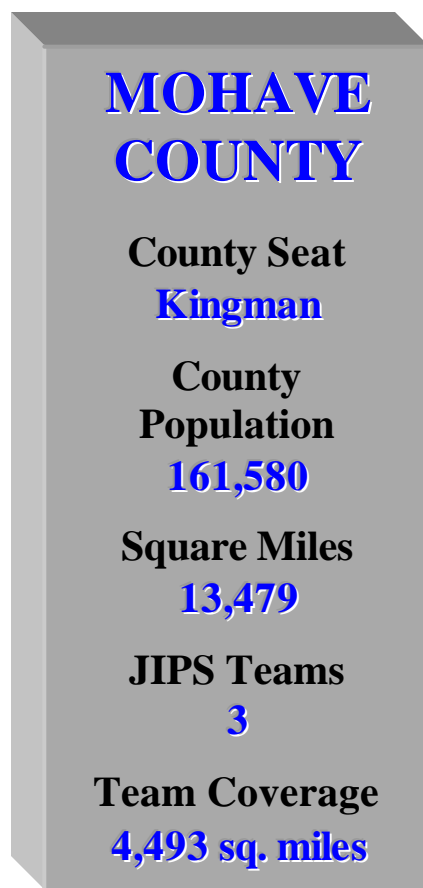 MOHAVE
COUNTY
County Seat
Kingman
County
Population
161,580
Square Miles
13,479
JIPS Teams
3
Team Coverage
4,493 sq. miles